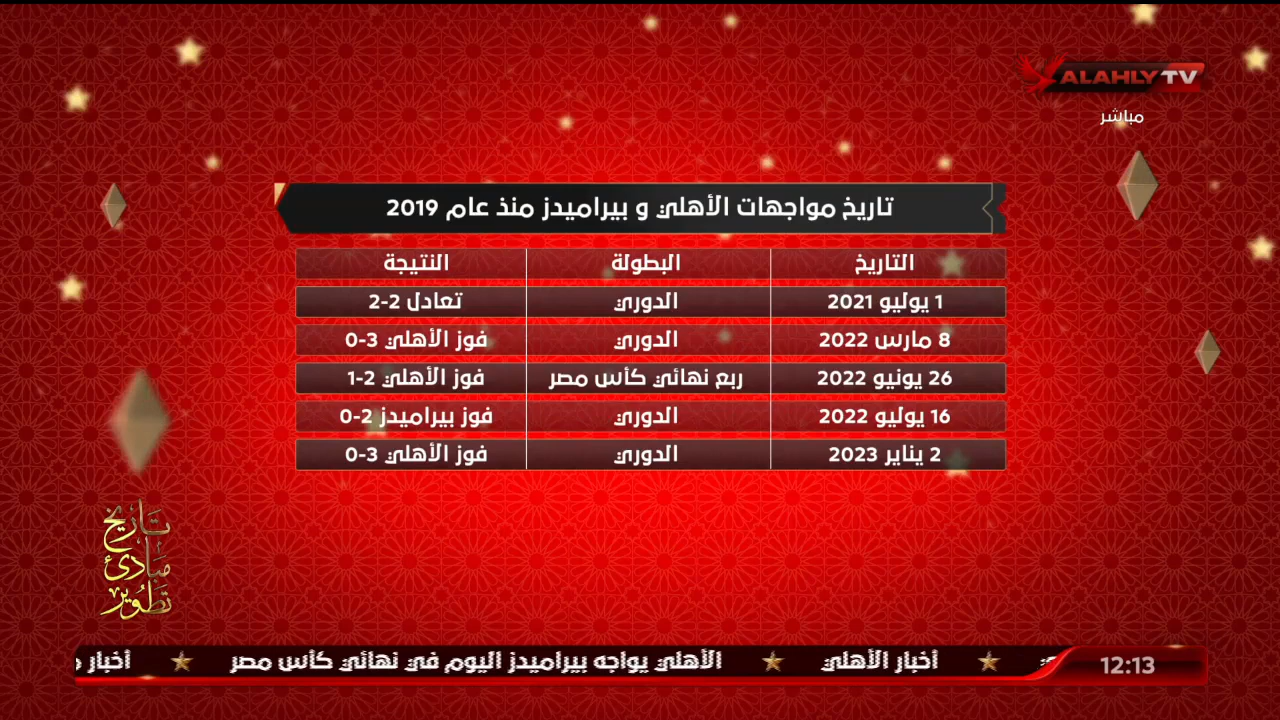 ALAHLY TV
مباشر
تاريخ مواجهات الأهلي و بيراميدز منذ عام 2019
التاريخ البطولة النتيجة
1 يوليو 2021 الدوري تعادل 2-2
8 مارس 2022 الدوري فوز الأهلي 3-0
26 يونيو 2022 ربع نهائي كأس مصر فوز الأهلي 2-1
16 يوليو 2022 الدوري فوز بيراميدز 2-0
2 يناير 2023 الدوري فوز الأهلي 3-0
تاريخ
مبادئ
تطوير
12:13 أخبار الأهلي الأهلي يواجه بيراميدز اليوم في نهائي كأس مصر أخبار